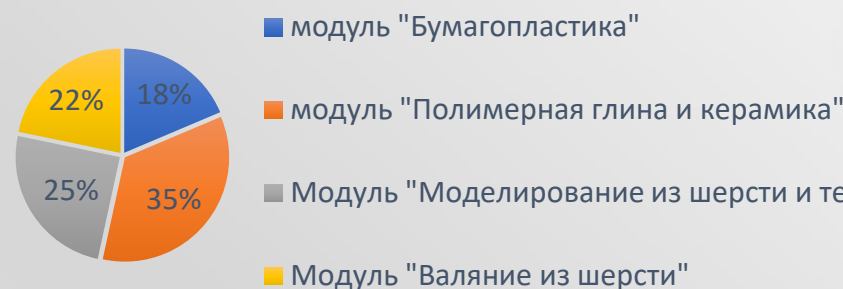 модуль "Бумагопластика"
22% 18%
модуль "Полимерная глина и керамика"
25% 35%
Модуль "Моделирование из шерсти и
Модуль "Валяние из шерсти"